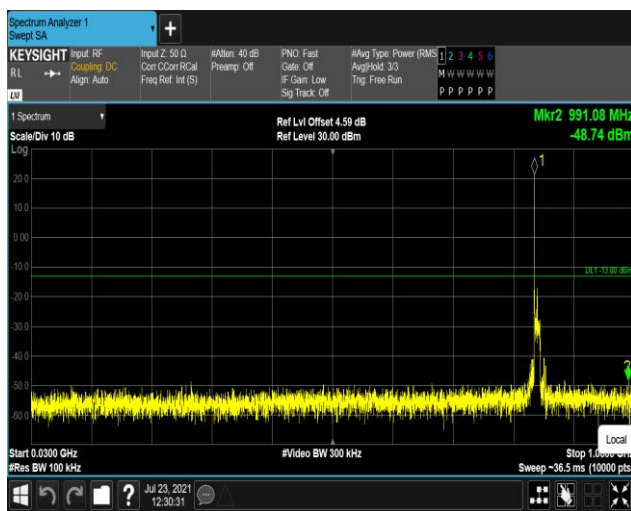 Spectrum Analyzer 1
Swept SA
+
KEYSIGHT
RL
Input: RF
Coupling: DC
Align: Auto
Input Z: 50 Ω
Corr CCorr RCal
Freq Ref: Int (S)
#Atten: 40 dB
Preamp: Off
PNO: Fast
Gate: Off
IF Gain: Low
Sig Track: Off
#Avg Type: Power (RMS
Avg|Hold: 3/3
Trig: Free Run
1 2 3 4 5 6
M W W W W W
P P P P P P
LXI
1 Spectrum
Scale/Div 10 dB
Log
Ref Lvl Offset 4.59 dB
Ref Level 30.00 dBm
Mkr2 991.08 MHz
-48.74 dBm
1
20.0
10.0
0.00
-10.0
DL1 -13.00 dBm
-20.0
-30.0
-40.0
2
-50.0
-60.0
Local
Start 0.0300 GHz
#Res BW 100 kHz
#Video BW 300 kHz
Stop 1.0000 GHz
Sweep ~36.5 ms (10000 pts)
?
Jul 23, 2021
12:30:31